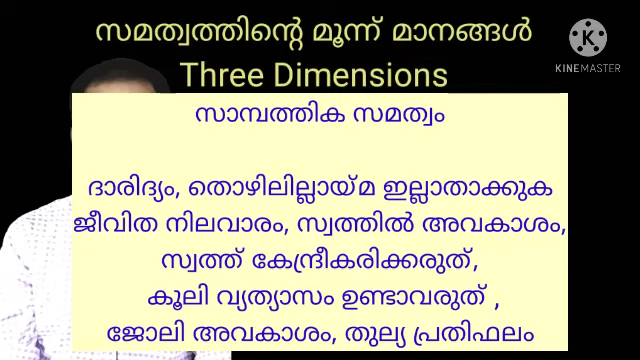 സമത്വത്തിന്റെ മൂന്ന് മാനങ്ങൾ
Three Dimensions
K
KINEMASTER
സാമ്പത്തിക സമത്വം
ദാരിദ്യം, തൊഴിലില്ലായ്മ ഇല്ലാതാക്കുക
ജീവിത നിലവാരം, സ്വത്തിൽ അവകാശം,
സ്വത്ത് കേന്ദ്രീകരിക്കരുത്,
കൂലി വ്യത്യാസം ഉണ്ടാവരുത് ,
ജോലി അവകാശം, തുല്യ പ്രതിഫലം